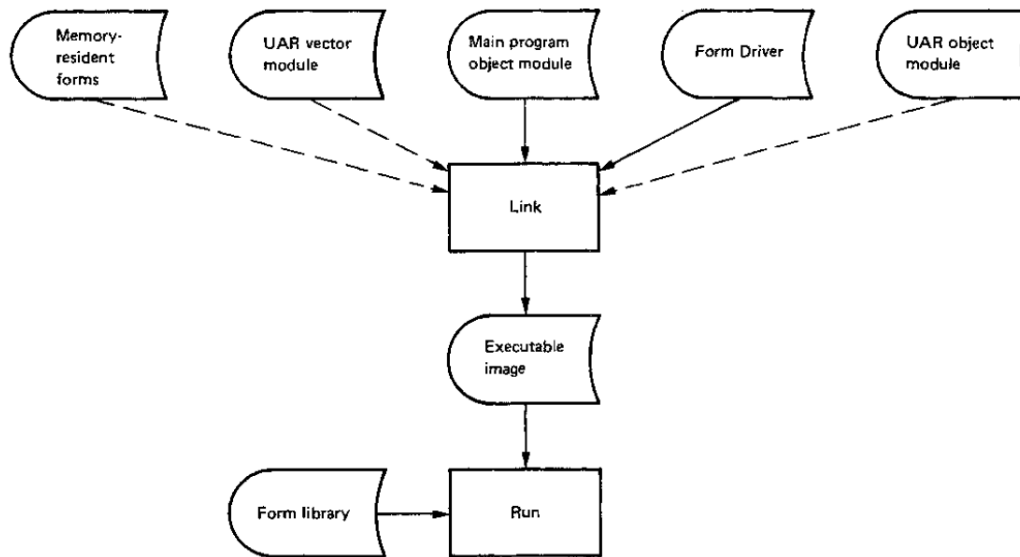 Memory-
resident
forms
UAR vector
module
Main program
object module
Form Driver
UAR object
module
Link
Executable
image
Form library
Run